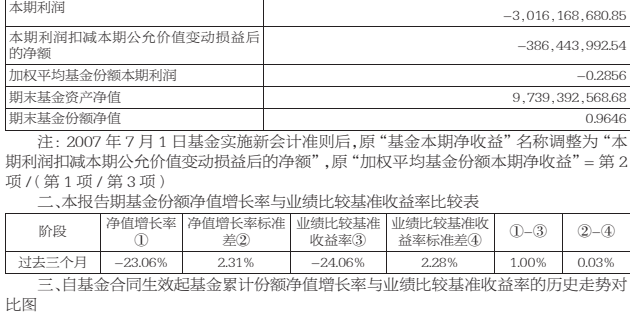 本期利润 -3,016,168,680.85
本期利润扣减本期公允价值变动损益后的净额 -386,443,992.54
加权平均基金份额本期利润 -0.2856
期末基金资产净值 9,739,392,568.68
期末基金份额净值 0.9646
注：2007年7月1日基金实施新会计准则后，原“基金本期净收益”名称调整为“本
期利润扣减本期公允价值变动损益后的净额”，原“加权平均基金份额本期净收益”=第2
项/（第1项/第3项）
二、本报告期基金份额净值增长率与业绩比较基准收益率比较表
阶段 净值增长率① 净值增长率标准差② 业绩比较基准收益率③ 业绩比较基准收益率标准差④ ①-③ ②-④
过去三个月 -23.06% 2.31% -24.06% 2.28% 1.00% 0.03%
三、自基金合同生效起基金累计份额净值增长率与业绩比较基准收益率的历史走势对
比图